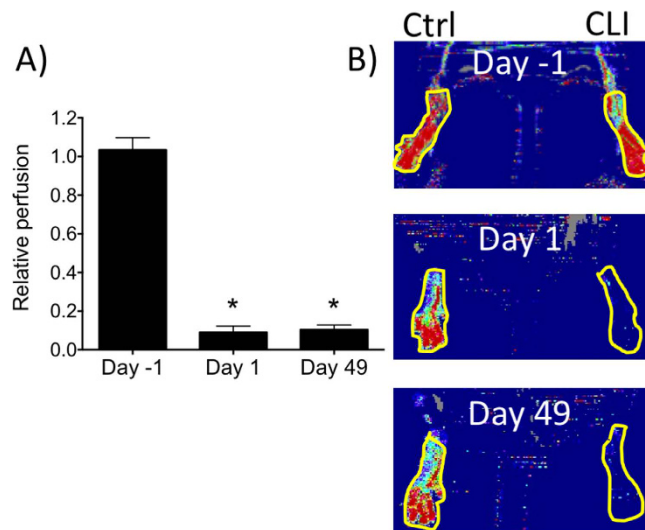 A)
Relative perfusion
1.2
1.0
0.8
0.6
0.4
0.2
0.0
*
*
Day -1
Day 1
Day 49
B)
Ctrl
CLI
Day -1
Day 1
Day 49